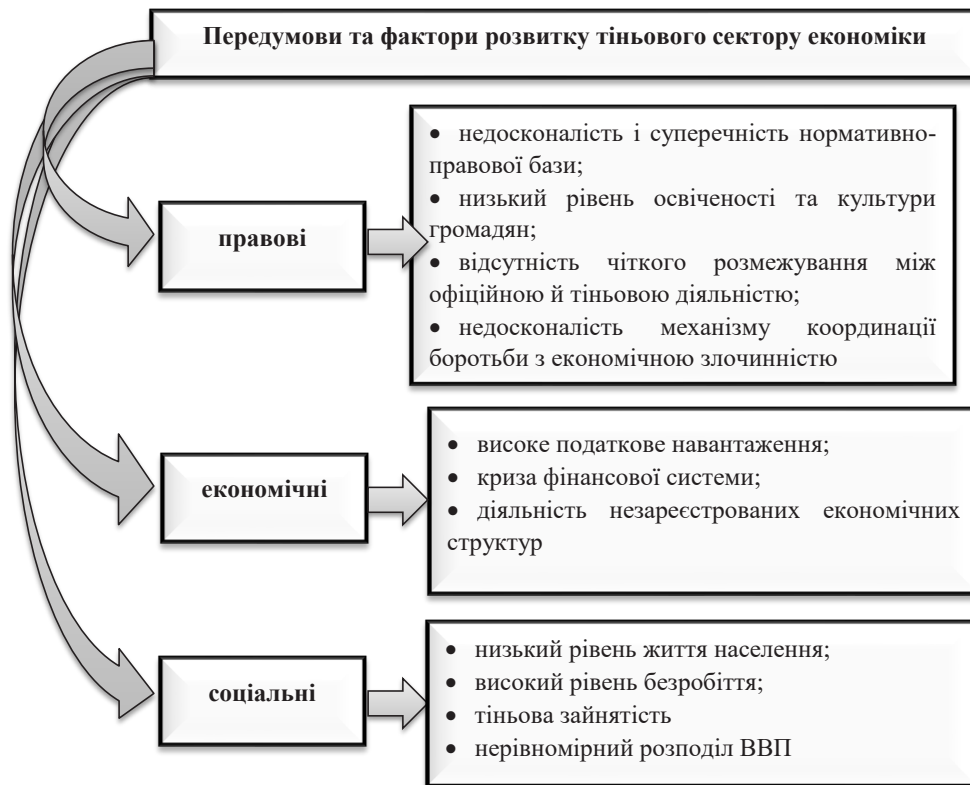 Передумови та фактори розвитку тіньового сектору економіки
правові
• недосконалість і суперечність нормативно-
правової бази;
• низький рівень освіченості та культури
громадян;
• відсутність чіткого розмежування між
офіційною й тіньовою діяльністю;
• недосконалість механізму координації
боротьби з економічною злочинністю
економічні
• високе податкове навантаження;
• криза фінансової системи;
• діяльність незареєстрованих економічних
структур
соціальні
• низький рівень життя населення;
• високий рівень безробіття;
• тіньова зайнятість
• нерівномірний розподіл ВВП